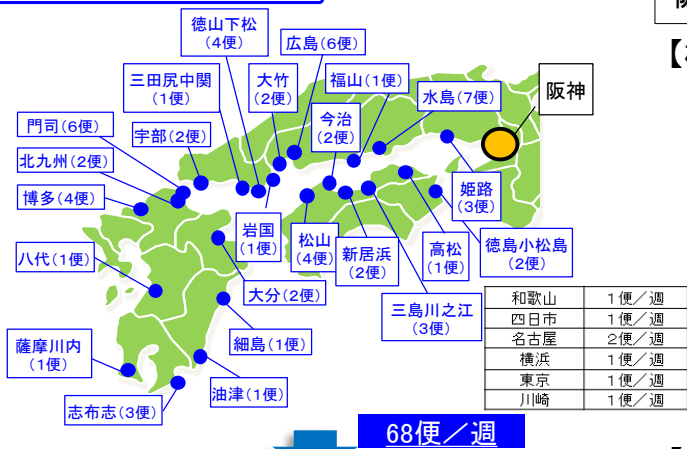 徳山下松
(4便)
広島(6便)
三田尻中関
(1便)
大竹
(2便)
福山(1便)
水島(7便)
阪神
門司(6便)
宇部(2便)
今治
(2便)
北九州(2便)
博多(4便)
姫路
(3便)
岩国
(1便)
松山
(4便)
新居浜
(2便)
高松
(1便)
徳島小松島
(2便)
八代(1便)
大分(2便)
三島川之江
(3便)
細島(1便)
薩摩川内
(1便)
油津(1便)
志布志(3便)
和歌山 1便/週
四日市 1便/週
名古屋 2便/週
横浜 1便/週
東京 1便/週
川崎 1便/週
68便/週